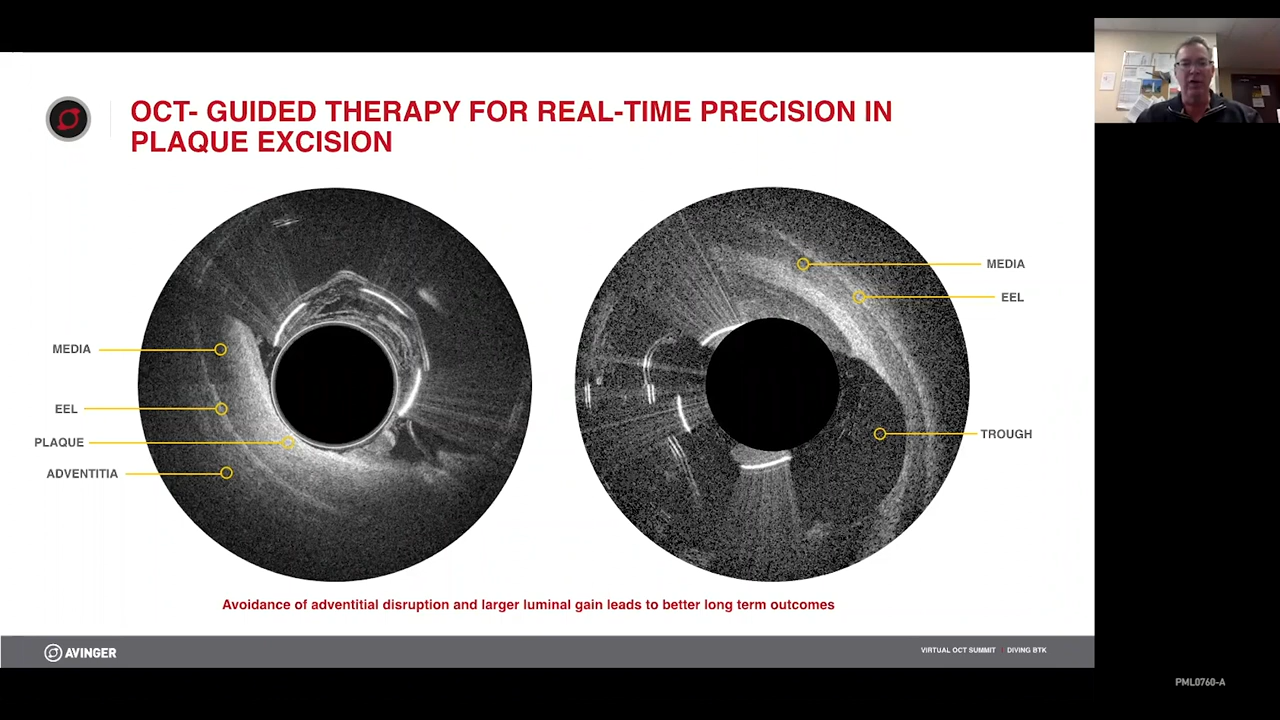 OCT- GUIDED THERAPY FOR REAL-TIME PRECISION IN
PLAQUE EXCISION
MEDIA
EEL
PLAQUE
ADVENTITIA
MEDIA
EEL
TROUGH
Avoidance of adventitial disruption and larger luminal gain leads to better long term outcomes
AVINGER
VIRTUAL OCT SUMMIT | DIVING BTK
PML0760-A